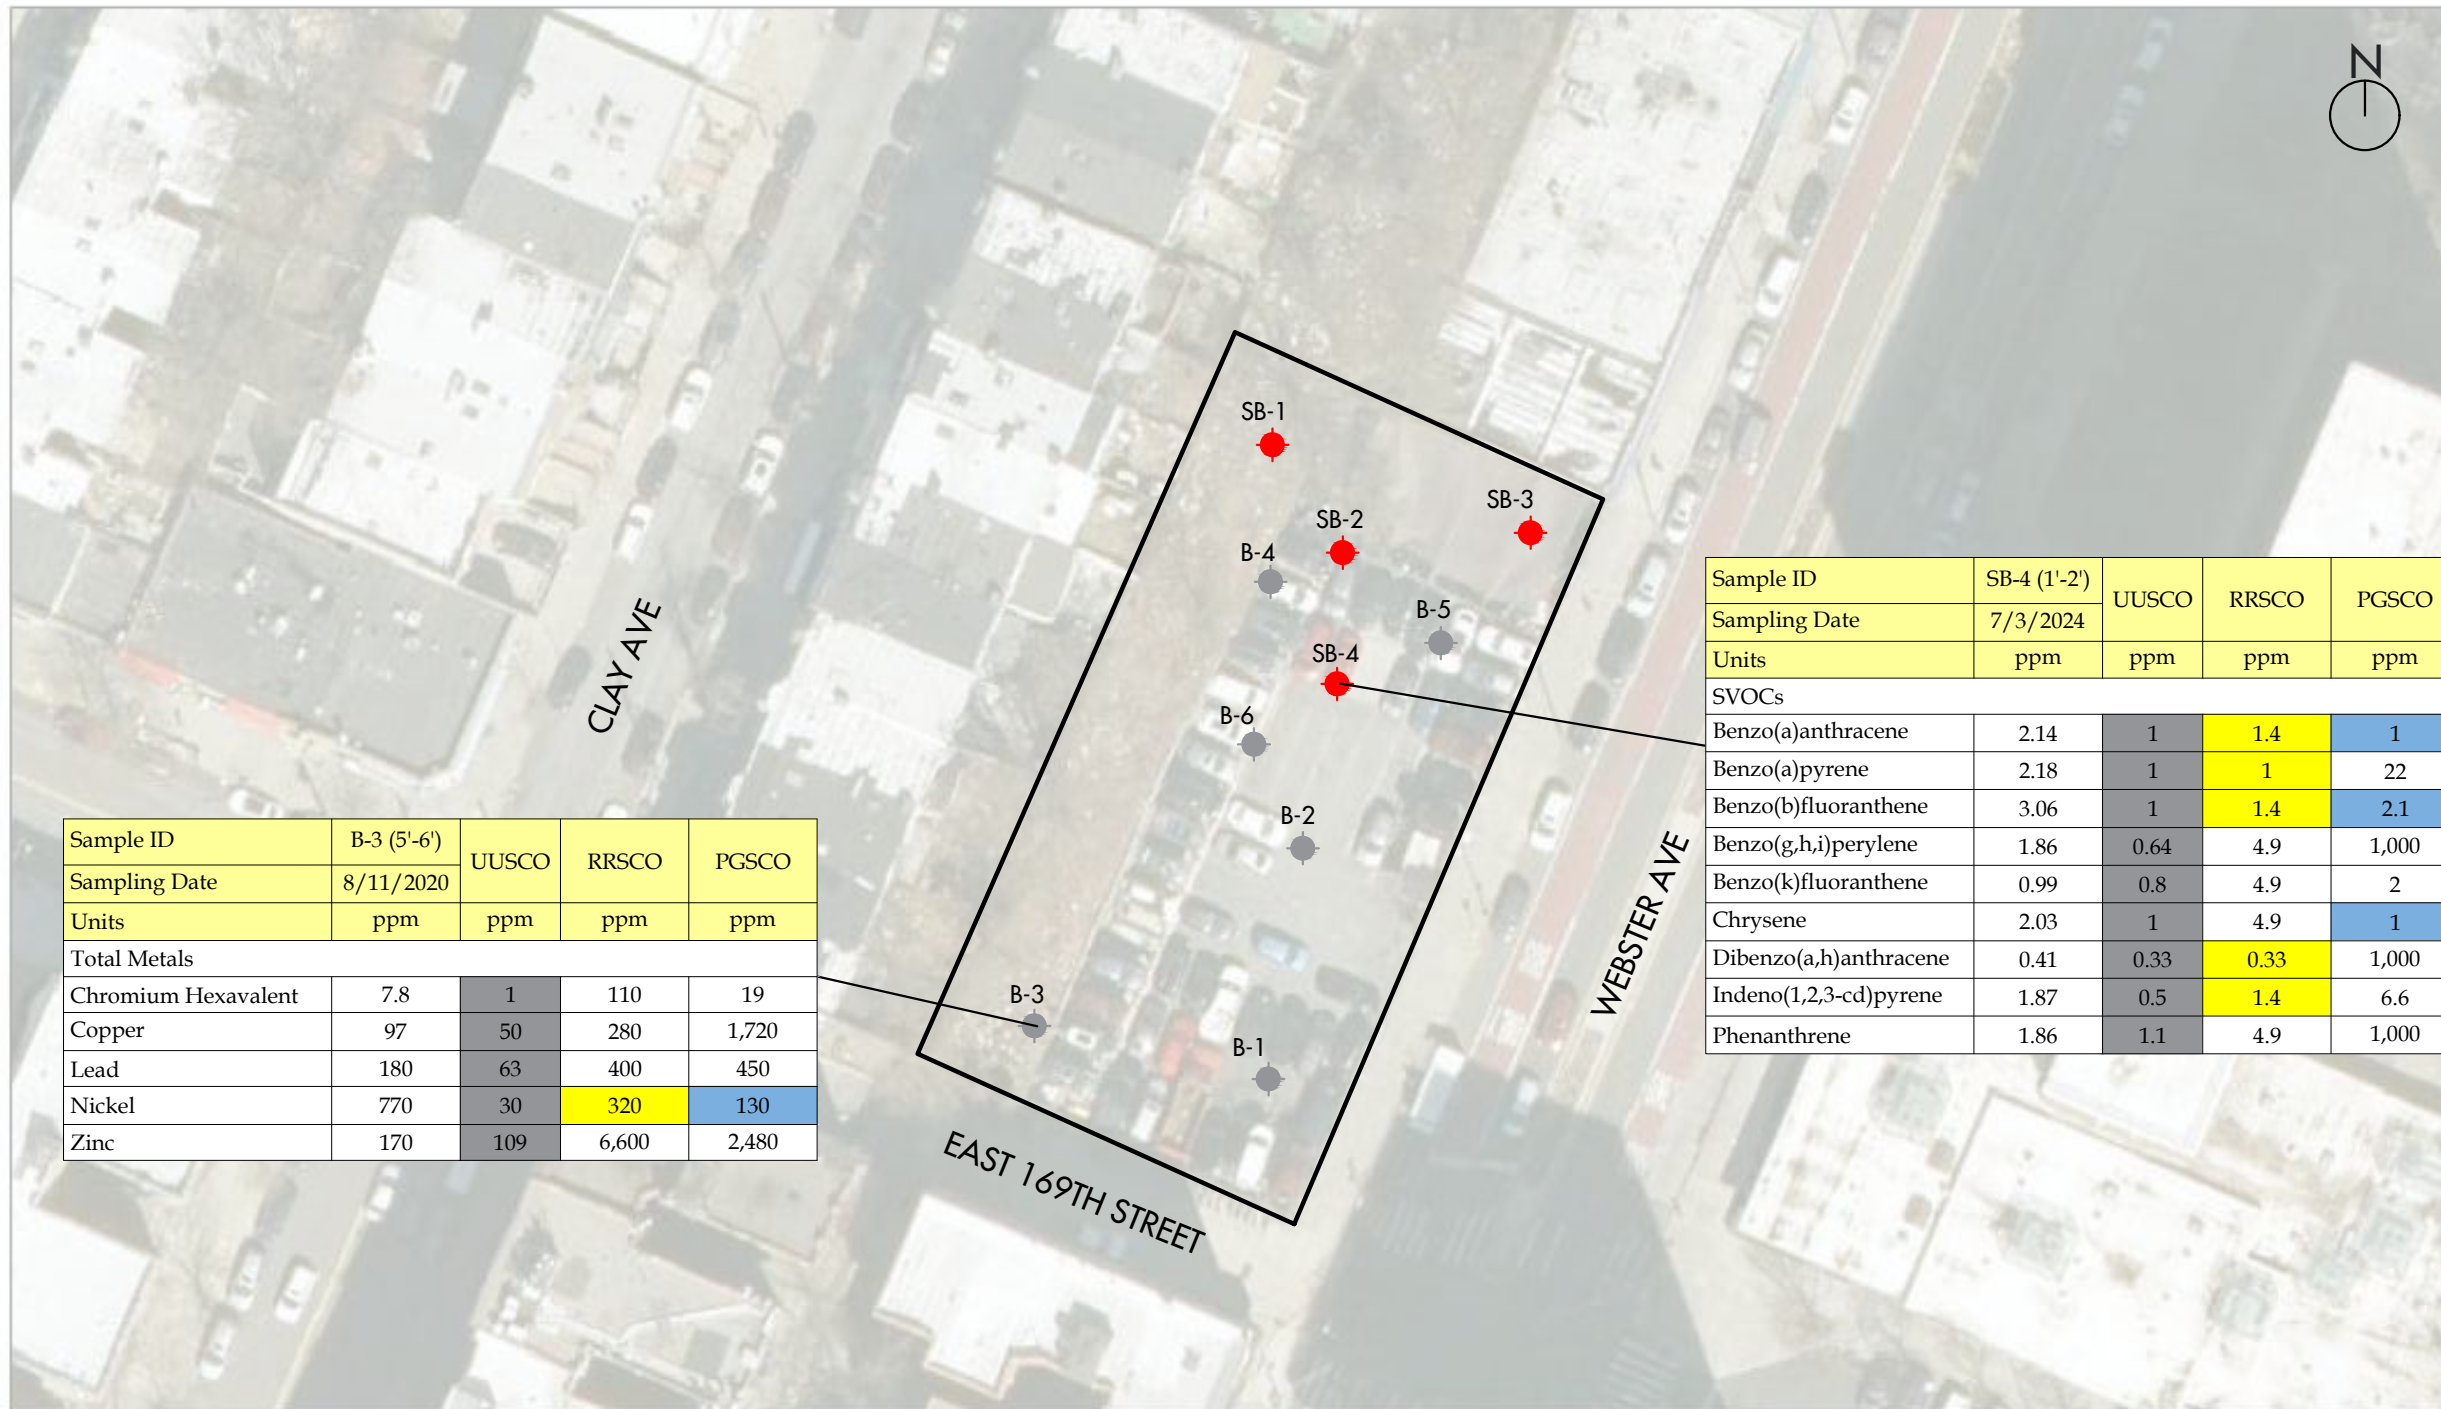 N
SB-1
SB-3
SB-2
B-4
B-5
SB-4
B-6
B-2
B-3
B-1
CLAY AVE
WEBSTER AVE
EAST 169TH STREET
Sample ID SB-4 (1'-2') UUSCO RRSCO PGSCO
Sampling Date 7/3/2024
Units ppm ppm ppm ppm
SVOCs
Benzo(a)anthracene 2.14 1 1.4 1
Benzo(a)pyrene 2.18 1 1 22
Benzo(b)fluoranthene 3.06 1 1.4 2.1
Benzo(g,h,i)perylene 1.86 0.64 4.9 1,000
Benzo(k)fluoranthene 0.99 0.8 4.9 2
Chrysene 2.03 1 4.9 1
Dibenzo(a,h)anthracene 0.41 0.33 0.33 1,000
Indeno(1,2,3-cd)pyrene 1.87 0.5 1.4 6.6
Phenanthrene 1.86 1.1 4.9 1,000
Sample ID B-3 (5'-6') UUSCO RRSCO PGSCO
Sampling Date 8/11/2020
Units ppm ppm ppm ppm
Total Metals
Chromium Hexavalent 7.8 1 110 19
Copper 97 50 280 1,720
Lead 180 63 400 450
Nickel 770 30 320 130
Zinc 170 109 6,600 2,480